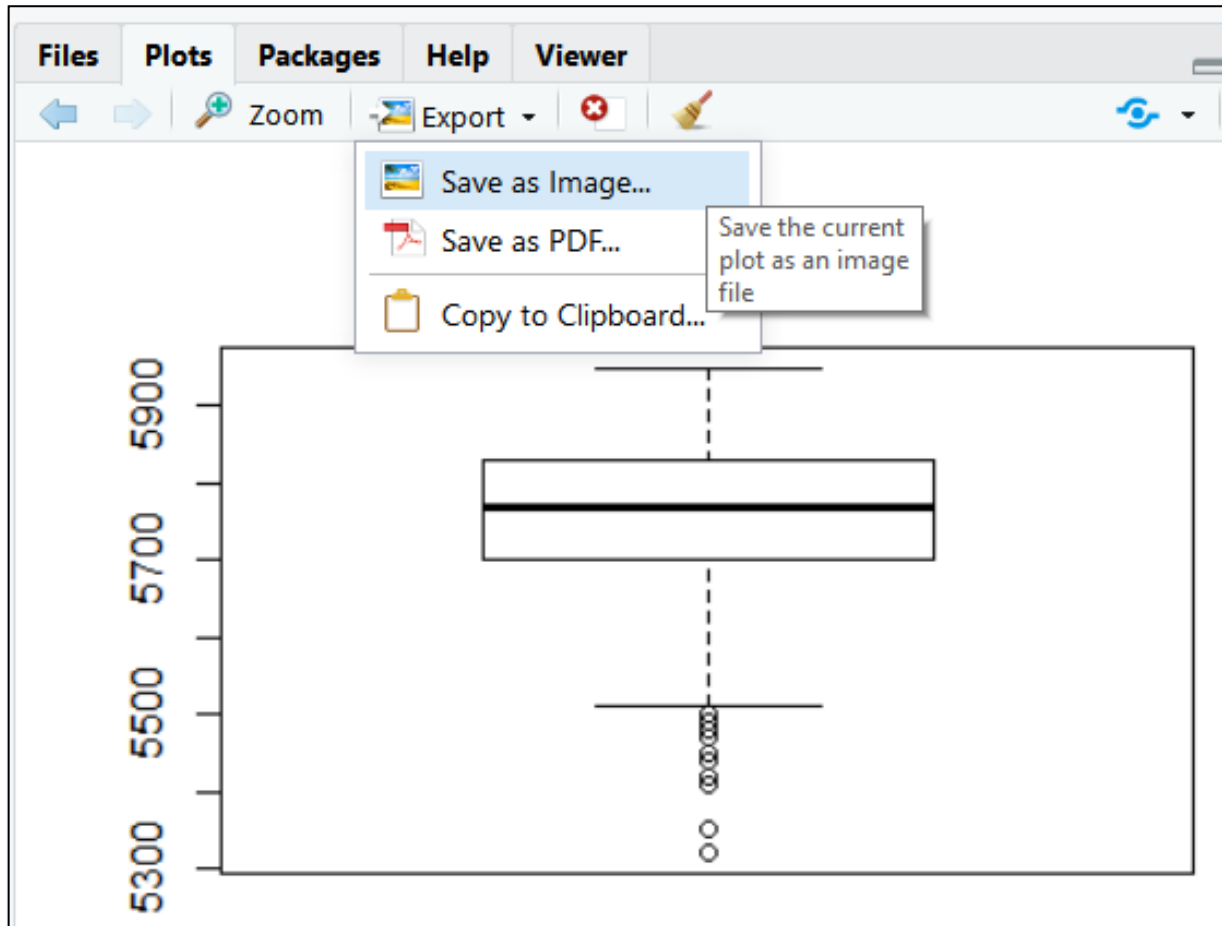 Files Plots Packages Help Viewer
Zoom Export
Save as Image...
Save the current
plot as an image
file
Save as PDF...
Copy to Clipboard...
5900
5700
5500
5300